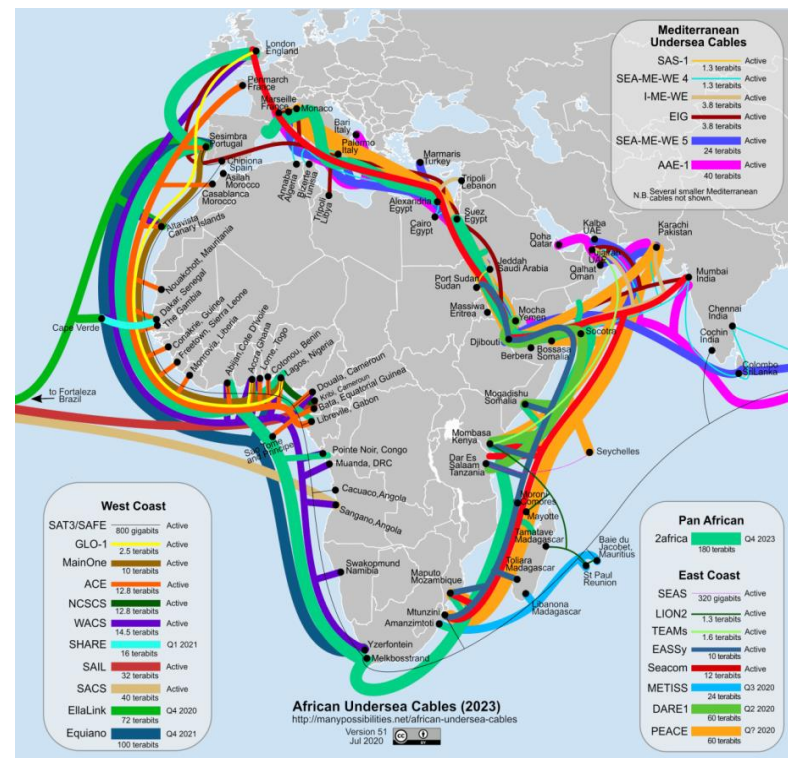 Mediterranean
Undersea Cables
SAS-1 Active
1.3 terabits
SEA-ME-WE 4 Active
1.3 terabits
I-ME-WE Active
3.8 terabits
EIG Active
3.8 terabits
SEA-ME-WE 5 Active
24 terabits
AAE-1 Active
40 terabits
N.B. Several smaller Mediterranean
cables not shown.
London
England
Penmarch
France
Marseille
France
Monaco
Bari
Italy
Sesimbra
Portugal
Palermo
Italy
Chipiona
Spain
Marmaris
Turkey
Asilah
Morocco
Casablanca
Morocco
Annaba
Algeria
Bizerte
Tunisia
Tripoli
Libya
Tripoli
Lebanon
Alexandria
Egypt
Suez
Egypt
Cairo
Egypt
Altavista
Canary Islands
Doha
Qatar
Kalba
UAE
Karachi
Pakistan
Qalhat
Oman
Jeddah
Saudi Arabia
Mumbai
India
Nouakchott, Mauritania
Port Sudan
Sudan
Massiwa
Eritrea
Mocha
Yemen
Chennai
India
Cochin
India
Colombo
Sri Lanka
Dakar, Senegal
The Gambia
Cape Verde
Conakrie, Guinea
Freetown, Sierra Leone
Monrovia, Liberia
Abijan, Cote D'Ivoire
Accra, Ghana
Lome, Togo
Cotonou, Benin
Lagos, Nigeria
Djibouti
Berbera
Bossasa
Somalia
Socotra
to Fortaleza
Brazil
Douala, Cameroun
Kribi, Cameroun
Bata, Equatorial Guinea
Libreville, Gabon
Sao Tome
and Principe
Mogadishu
Somalia
Mombasa
Kenya
Dar Es
Salaam
Tanzania
Seychelles
Pointe Noir, Congo
Muanda, DRC
Cacuaco, Angola
Sangano, Angola
Moroni
Comores
Mayotte
Tamatave
Madagascar
Baie du
Jacobet,
Mauritius
St Paul
Reunion
Toliara
Madagascar
Libanona
Madagascar
Swakopmund
Namibia
Maputo
Mozambique
Mtunzini
Amanzimtoti
Yzerfontein
Melkbosstrand
West Coast
SAT3/SAFE Active
800 gigabits
GLO-1 Active
2.5 terabits
MainOne Active
10 terabits
ACE Active
12.8 terabits
NCSCS Active
12.8 terabits
WACS Active
14.5 terabits
SHARE Q1 2021
16 terabits
SAIL Active
32 terabits
SACS Active
40 terabits
EllaLink Q4 2020
72 terabits
Equiano Q4 2021
100 terabits
Pan African
2africa Q4 2023
180 terabits
East Coast
SEAS Active
320 gigabits
LION2 Active
1.3 terabits
TEAMs Active
1.6 terabits
EASSy Active
10 terabits
Seacom Active
12 terabits
METISS Q3 2020
24 terabits
DARE1 Q2 2020
60 terabits
PEACE Q? 2020
60 terabits
African Undersea Cables (2023)
http://manypossibilities.net/african-undersea-cables
Version 51
Jul 2020
cc
BY